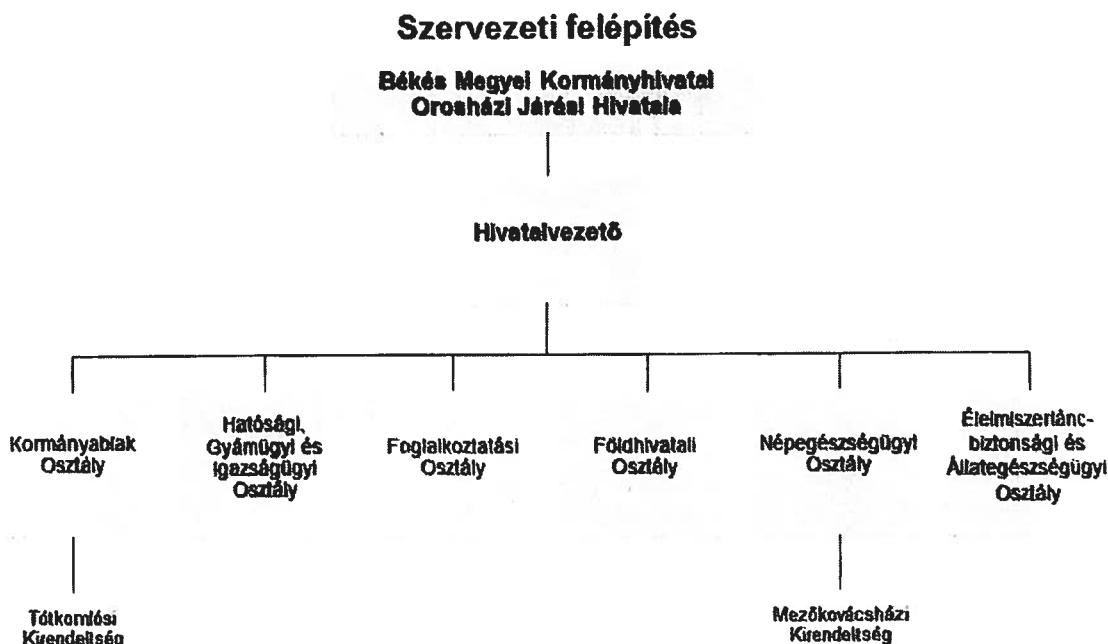 Szervezeti felépítés
Békés Megyei Kormányhivatal
Orosházi Járási Hivatala
Hivatalvezető
Kormányablak
Osztály
Hatósági,
Gyámügyi és
Igazságügyi
Osztály
Foglalkoztatási
Osztály
Földhivatali
Osztály
Népegészségügyi
Osztály
Élelmiszerlánc-
biztonsági és
Állategészségügyi
Osztály
Tótkomlósi
Kirendeltség
Mezőkovácsházi
Kirendeltség